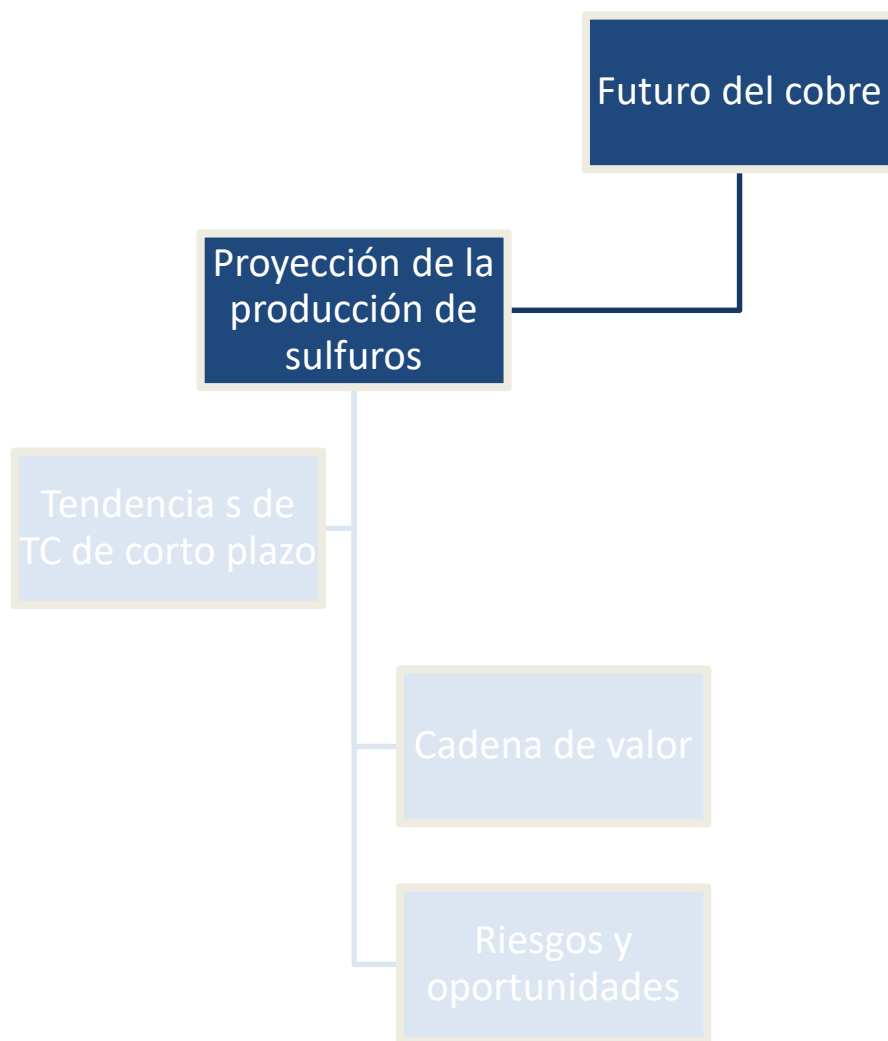 Futuro del cobre
Proyección de la
producción de
sulfuros
Tendencia s de
TC de corto plazo
Cadena de valor
Riesgos y
oportunidades